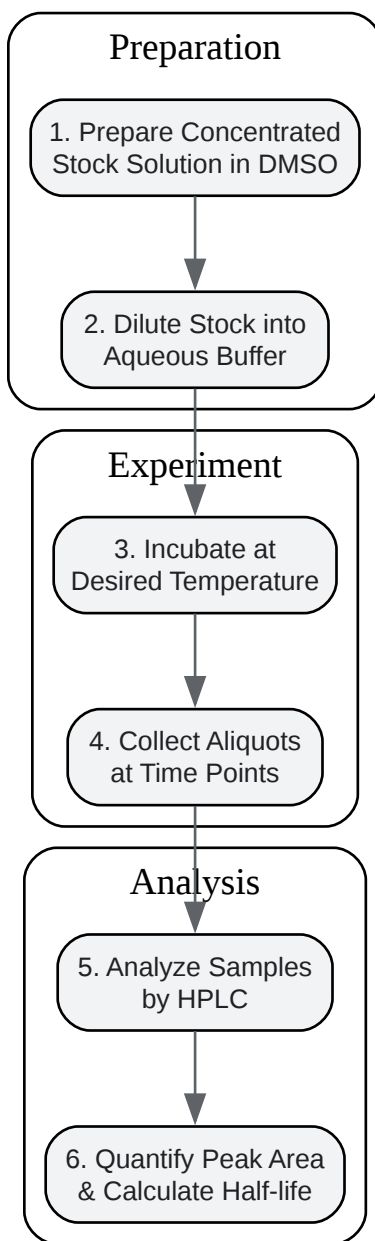 Preparation
1. Prepare Concentrated
Stock Solution in DMSO
2. Dilute Stock into
Aqueous Buffer
Experiment
3. Incubate at
Desired Temperature
4. Collect Aliquots
at Time Points
Analysis
5. Analyze Samples
by HPLC
6. Quantify Peak Area
& Calculate Half-life